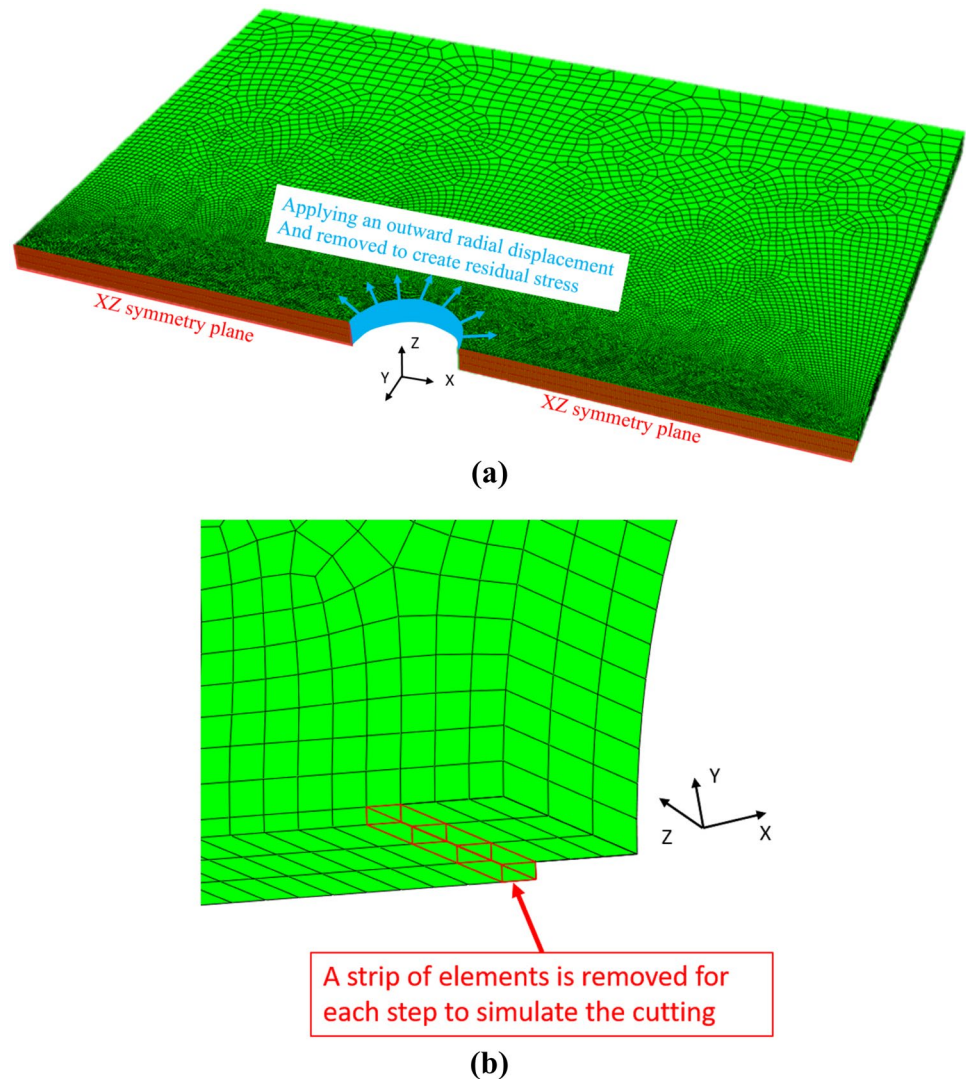 Applying an outward radial displacement
And removed to create residual stress
XZ symmetry plane
Z
Y
X
XZ symmetry plane
(a)
Y
Z
X
A strip of elements is removed for
each step to simulate the cutting
(b)